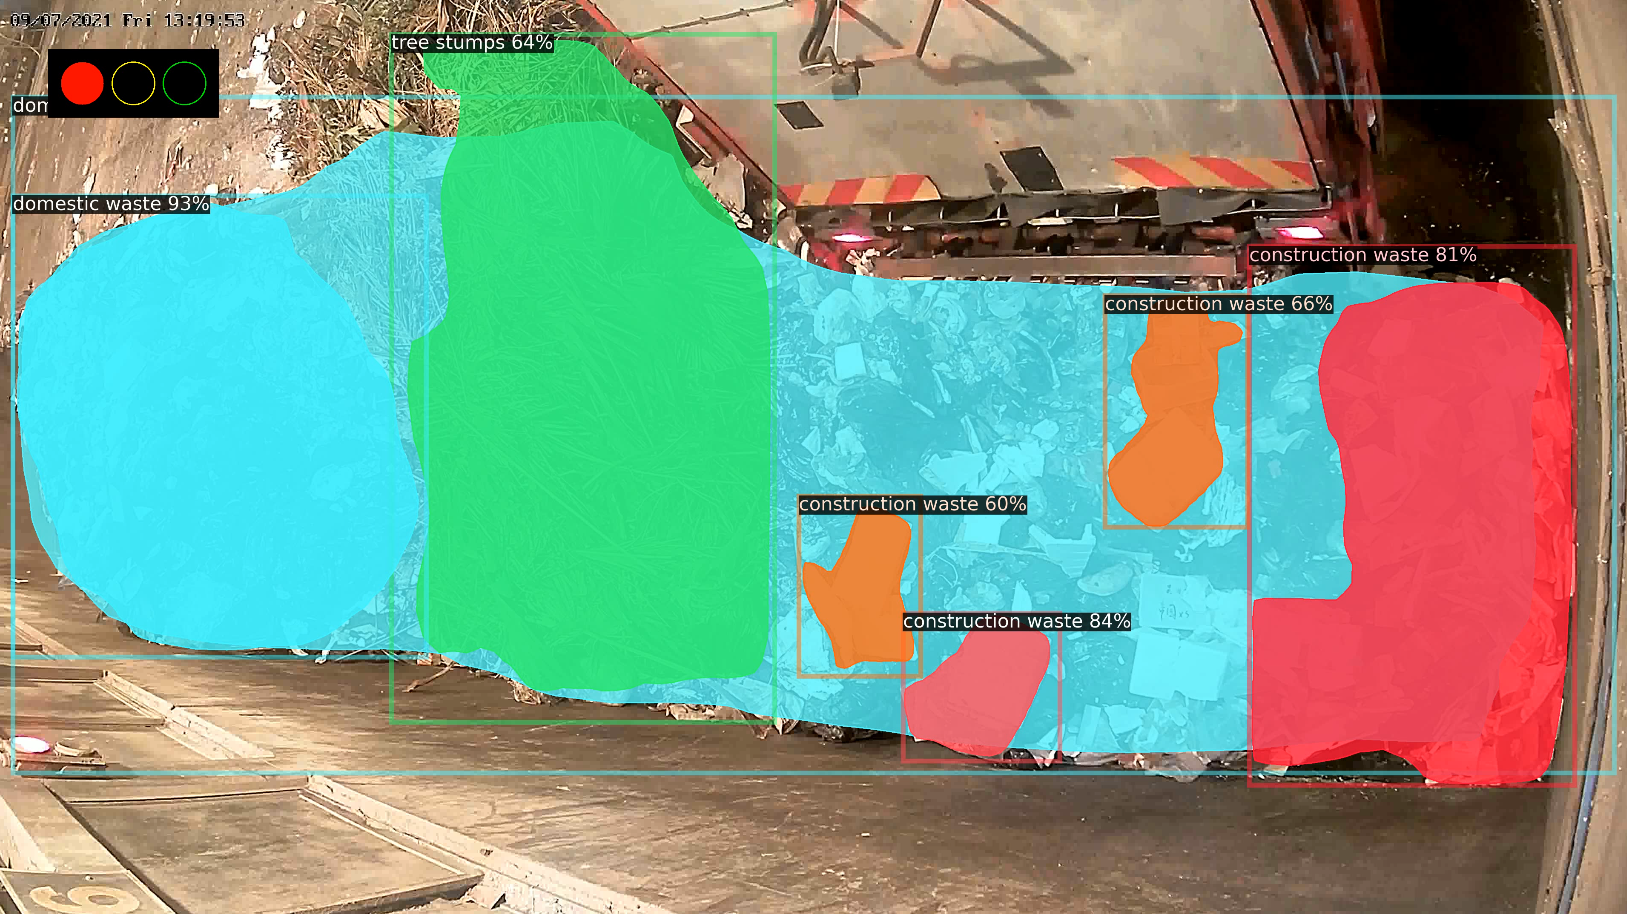 09/07/2021 Fri 13:19:53
tree stumps 64%
dom
domestic waste 93%
construction waste 81%
construction waste 66%
construction waste 60%
construction waste 84%
6